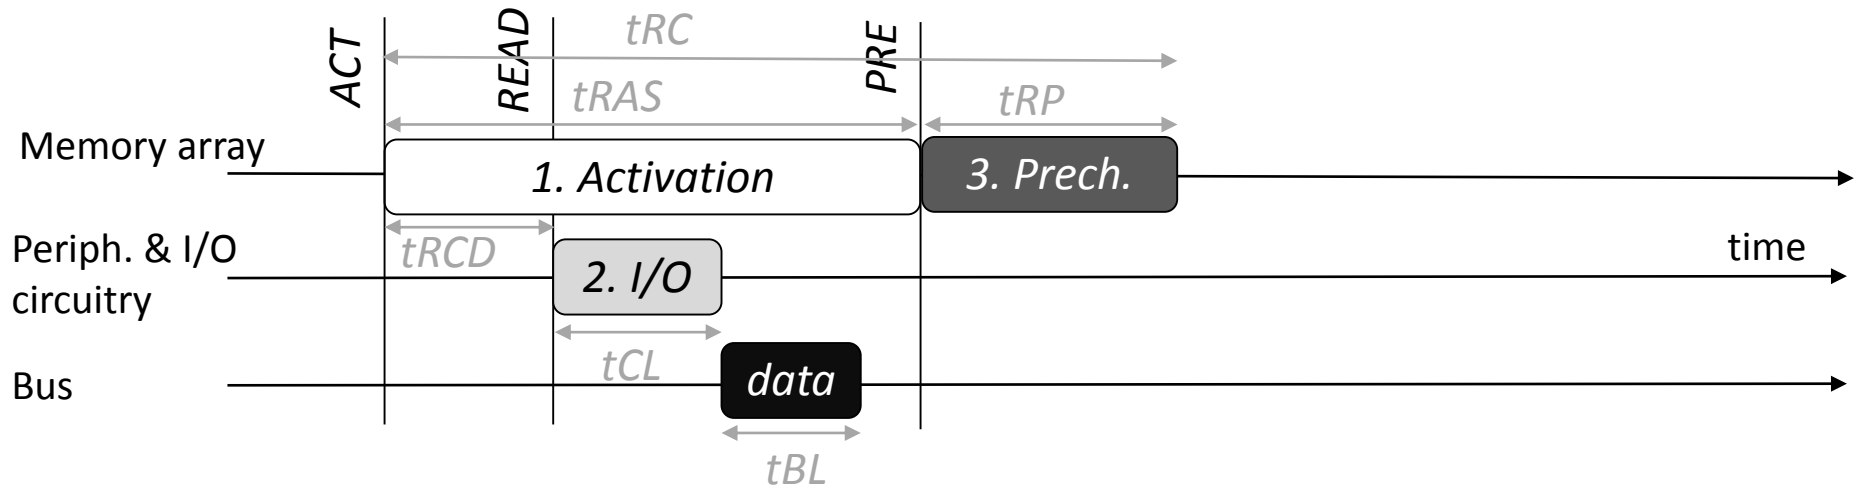 ACT
READ
PRE
tRC
tRAS
tRP
Memory array
1. Activation
3. Prech.
tRCD
Periph. & I/O
circuitry
2. I/O
time
tCL
Bus
data
tBL